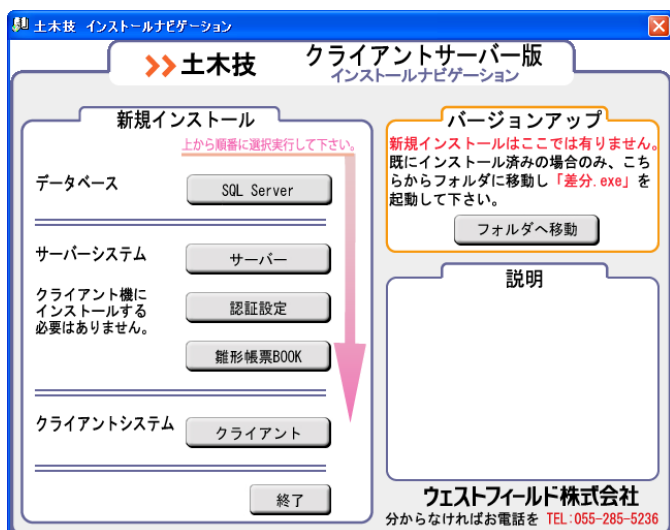 土木技 インストールナビゲーション
>>土木技 クライアントサーバー版
インストールナビゲーション
新規インストール
上から順番に選択実行して下さい。
データベース
SQL Server
サーバーシステム
サーバー
クライアント機に
インストールする
必要はありません。
認証設定
雛形帳票BOOK
クライアントシステム
クライアント
終了
バージョンアップ
新規インストールはここでは有りません。
既にインストール済みの場合のみ、こち
らからフォルダに移動し「差分.exe」を
起動して下さい。
フォルダへ移動
説明
ウェストフィールド株式会社
分からなければお電話を TEL:055-285-5236